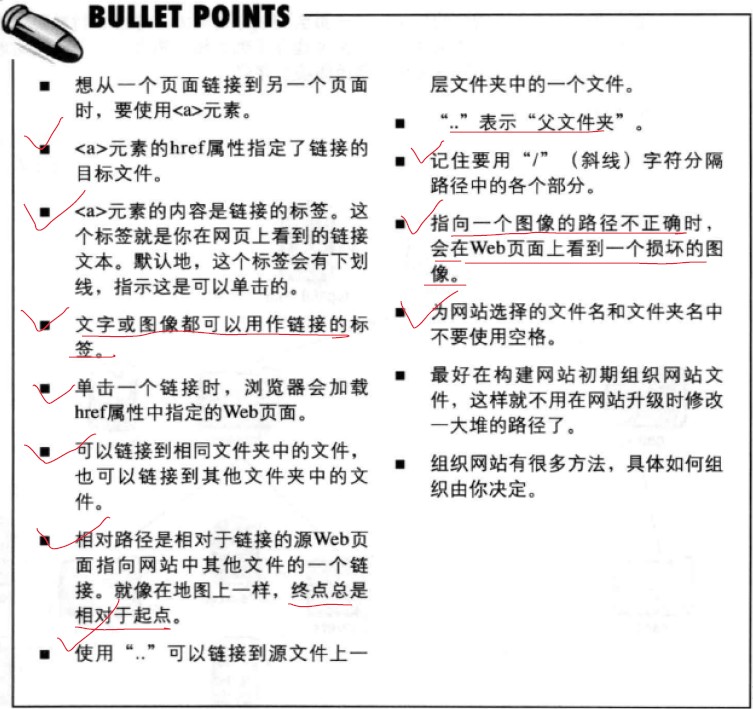 BULLET POINTS
■ 想从一个页面链接到另一个页面
时，要使用<a>元素。
■ <a>元素的href属性指定了链接的
目标文件。
■ <a>元素的内容是链接的标签。这
个标签就是你在网页上看到的链接
文本。默认地，这个标签会有下划
线，指示这是可以单击的。
■ 文字或图像都可以用作链接的标
签。
■ 单击一个链接时，浏览器会加载
href属性中指定的Web页面。
■ 可以链接到相同文件夹中的文件，
也可以链接到其他文件夹中的文
件。
■ 相对路径是相对于链接的源Web页
面指向网站中其他文件的一个链
接。就像在地图上一样，终点总是
相对于起点。
■ 使用“..”可以链接到源文件上一
层文件夹中的一个文件。
■ “..”表示“父文件夹”。
■ 记住要用“/”（斜线）字符分隔
路径中的各个部分。
■ 指向一个图像的路径不正确时，
会在Web页面上看到一个损坏的图
像。
■ 为网站选择的文件名和文件夹名中
不要使用空格。
■ 最好在构建网站初期组织网站文
件，这样就不用在网站升级时修改
一大堆的路径了。
■ 组织网站有很多方法，具体如何组
织由你决定。